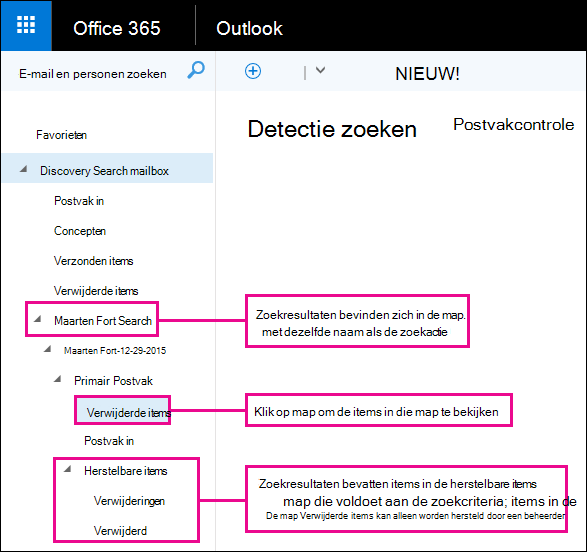 Office 365
Outlook
E-mail en personen zoeken
NIEUW!
Detectie zoeken
Postvakcontrole
Favorieten
Discovery Search mailbox
Postvak in
Concepten
Verzonden items
Verwijderde items
Maarten Fort Search
Zoekresultaten bevinden zich in de map.
met dezelfde naam als de zoekactie
Maarten Fort-12-29-2015
Primair Postvak
Verwijderde items
Klik op map om de items in die map te bekijken
Postvak in
Herstelbare items
Verwijderingen
Verwijderd
Zoekresultaten bevatten items in de herstelbare items
map die voldoet aan de zoekcriteria; items in de
De map Verwijderde items kan alleen worden hersteld door een beheerder